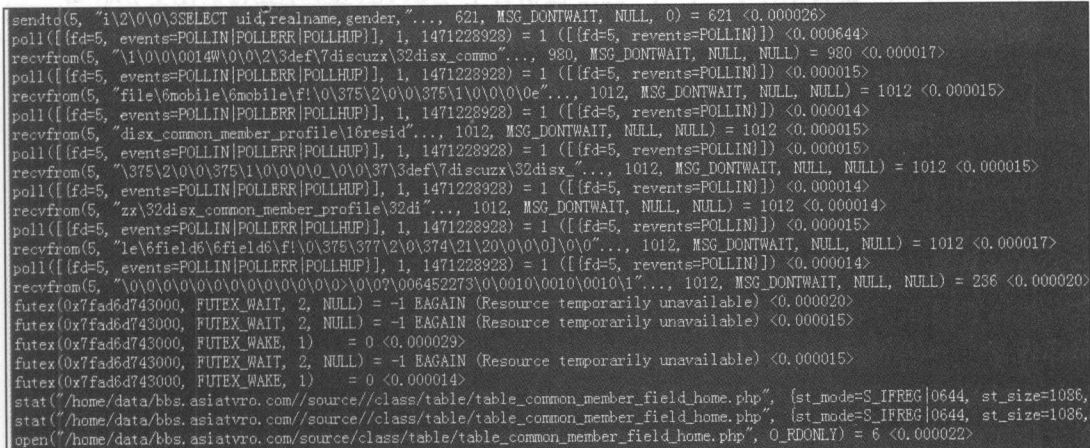 sendto(5, "i\2\0\0\3SELECT uid,realname,gender,"..., 621, MSG_DONTWAIT, NULL, 0) = 621 <0.000026>
poll([{fd=5, events=POLLIN|POLLERR|POLLHUP}], 1, 1471228928) = 1 ([{fd=5, revents=POLLIN}]) <0.000644>
recvfrom(5, "\1\0\0\0014W\0\0\2\3def\7discuzx\32disx_commo"..., 980, MSG_DONTWAIT, NULL, NULL) = 980 <0.000017>
poll([{fd=5, events=POLLIN|POLLERR|POLLHUP}], 1, 1471228928) = 1 ([{fd=5, revents=POLLIN}]) <0.000015>
recvfrom(5, "file\6mobile\6mobile\f!\0\375\2\0\0\375\1\0\0\0\0e"..., 1012, MSG_DONTWAIT, NULL, NULL) = 1012 <0.000015>
poll([{fd=5, events=POLLIN|POLLERR|POLLHUP}], 1, 1471228928) = 1 ([{fd=5, revents=POLLIN}]) <0.000014>
recvfrom(5, "disx_common_member_profile\16resid"..., 1012, MSG_DONTWAIT, NULL, NULL) = 1012 <0.000015>
poll([{fd=5, events=POLLIN|POLLERR|POLLHUP}], 1, 1471228928) = 1 ([{fd=5, revents=POLLIN}]) <0.000015>
recvfrom(5, "\375\2\0\0\375\1\0\0\0\0_\0\0\37\3def\7discuzx\32disx_"..., 1012, MSG_DONTWAIT, NULL, NULL) = 1012 <0.000015>
poll([{fd=5, events=POLLIN|POLLERR|POLLHUP}], 1, 1471228928) = 1 ([{fd=5, revents=POLLIN}]) <0.000014>
recvfrom(5, "zx\32disx_common_member_profile\32di"..., 1012, MSG_DONTWAIT, NULL, NULL) = 1012 <0.000014>
poll([{fd=5, events=POLLIN|POLLERR|POLLHUP}], 1, 1471228928) = 1 ([{fd=5, revents=POLLIN}]) <0.000015>
recvfrom(5, "le\6field6\6field6\f!\0\375\377\2\0\374\21\20\0\0\0]\0\0"..., 1012, MSG_DONTWAIT, NULL, NULL) = 1012 <0.000017>
poll([{fd=5, events=POLLIN|POLLERR|POLLHUP}], 1, 1471228928) = 1 ([{fd=5, revents=POLLIN}]) <0.000014>
recvfrom(5, "\0\0\0\0\0\0\0\0\0\0\0\0\0>\0\0?\006452273\0\0010\0010\0010\1"..., 1012, MSG_DONTWAIT, NULL, NULL) = 236 <0.000020>
futex(0x7fad6d743000, FUTEX_WAIT, 2, NULL) = -1 EAGAIN (Resource temporarily unavailable) <0.000020>
futex(0x7fad6d743000, FUTEX_WAIT, 2, NULL) = -1 EAGAIN (Resource temporarily unavailable) <0.000015>
futex(0x7fad6d743000, FUTEX_WAKE, 1) = 0 <0.000029>
futex(0x7fad6d743000, FUTEX_WAIT, 2, NULL) = -1 EAGAIN (Resource temporarily unavailable) <0.000015>
futex(0x7fad6d743000, FUTEX_WAKE, 1) = 0 <0.000014>
stat("/home/data/bbs.asiatvro.com//source//class/table/table_common_member_field_home.php", {st_mode=S_IFREG|0644, st_size=1086,
stat("/home/data/bbs.asiatvro.com//source//class/table/table_common_member_field_home.php", {st_mode=S_IFREG|0644, st_size=1086,
open("/home/data/bbs.asiatvro.com/source/class/table/table_common_member_field_home.php", O_RDONLY) = 6 <0.000022>